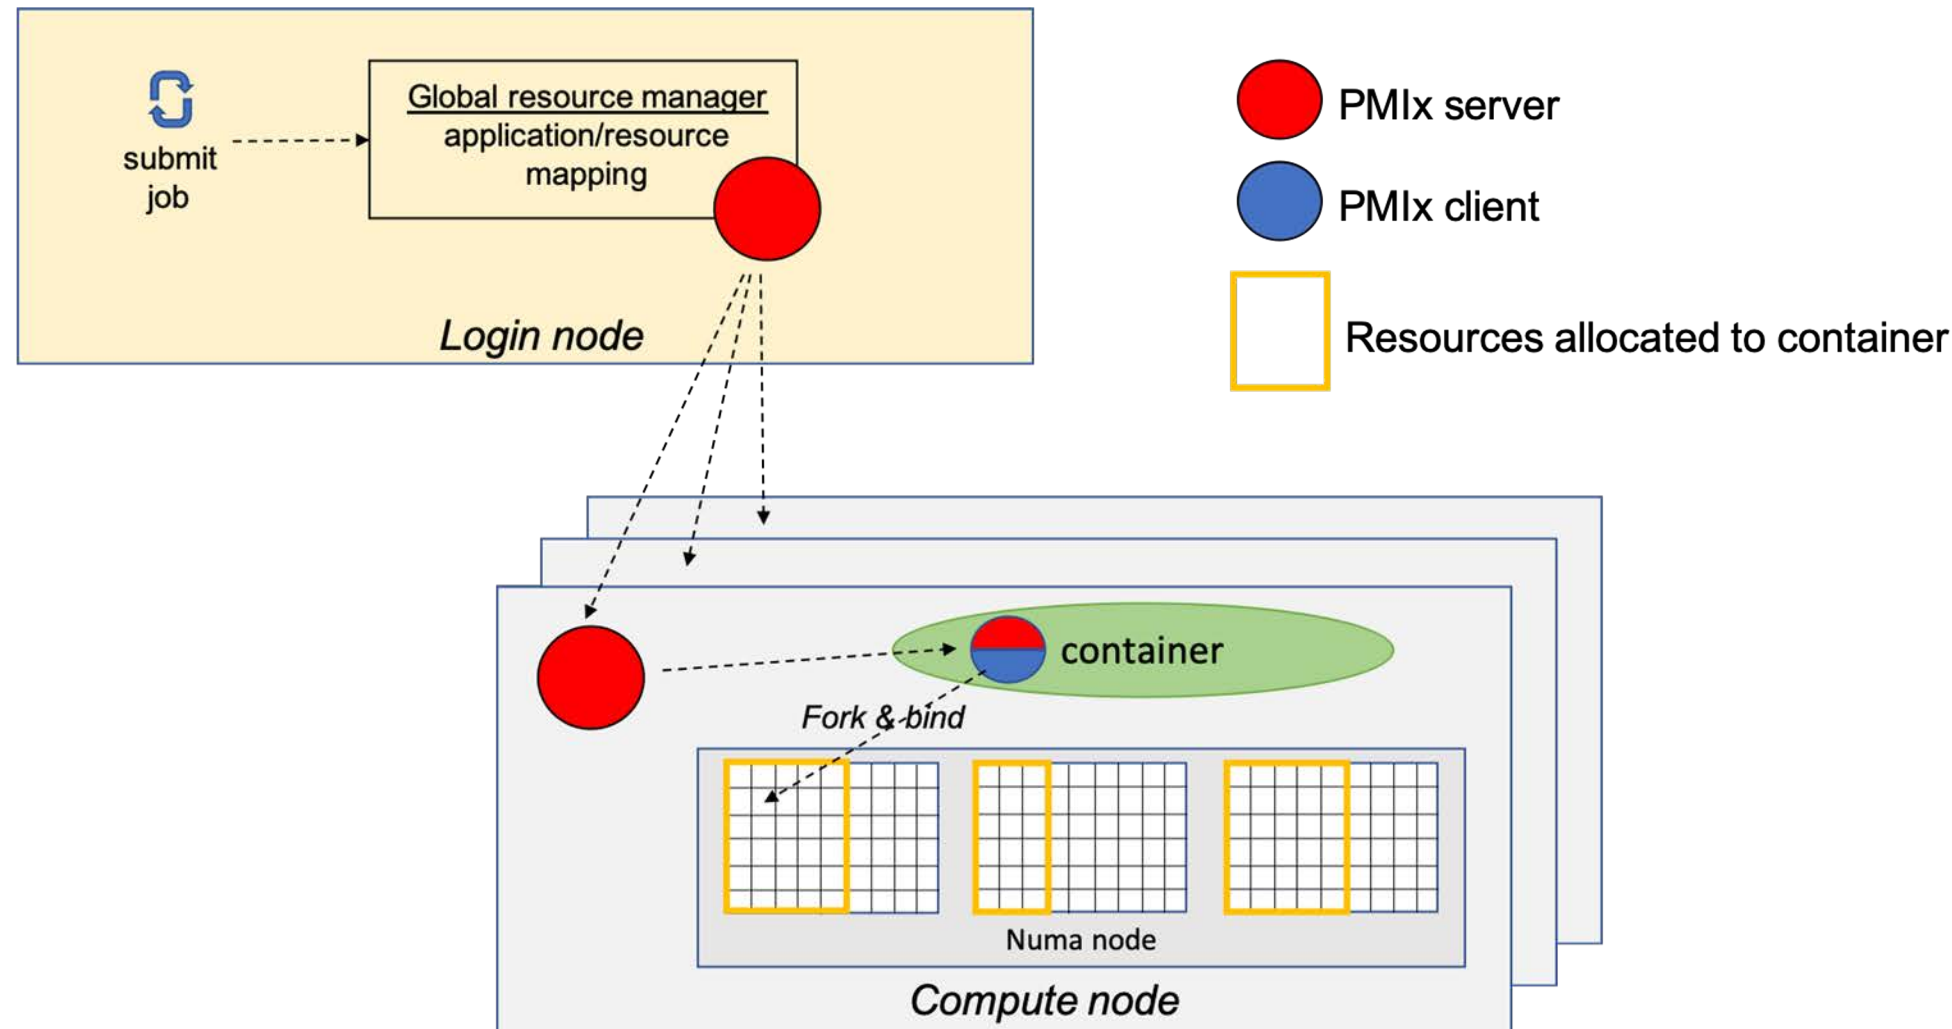 submit
job
Global resource manager
application/resource
mapping
Login node
PMIx server
PMIx client
Resources allocated to container
container
Fork & bind
Numa node
Compute node